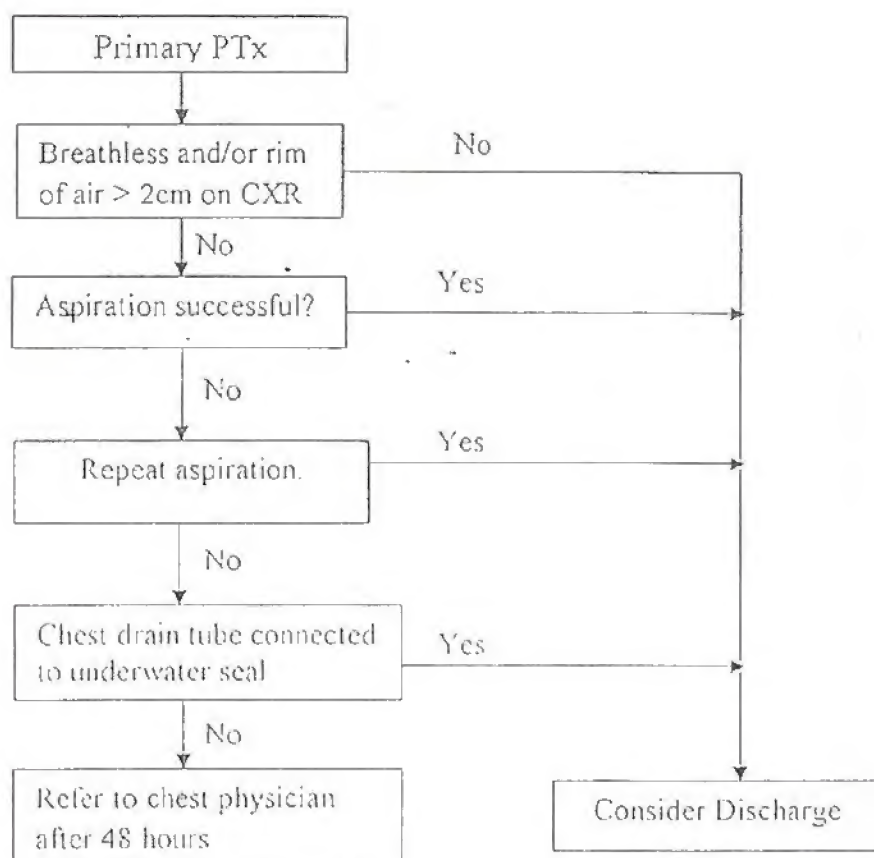 Primary PTx
Breathless and/or rim
of air > 2cm on CXR
No
No
Aspiration successful?
Yes
No
Repeat aspiration.
Yes
No
Chest drain tube connected
to underwater seal
Yes
No
Refer to chest physician
after 48 hours
Consider Discharge